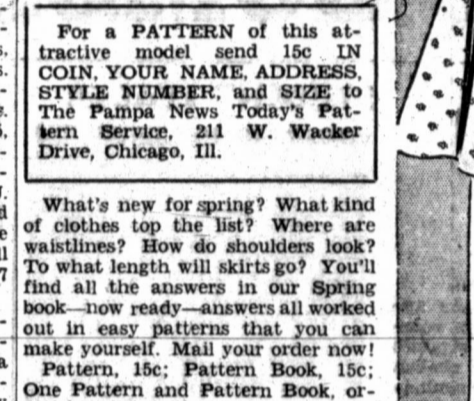 For a PATTERN of this at-
tractive model send 15c IN
COIN, YOUR NAME, ADDRESS,
STYLE NUMBER, and SIZE to
The Pampa News Today's Pat-
tern Service, 211 W. Wacker
Drive, Chicago, Ill.
What's new for spring? What kind
of clothes top the list? Where are
waistlines? How do shoulders look?
To what length will skirts go? You'll
find all the answers in our Spring
book—now ready—answers all worked
out in easy patterns that you can
make yourself. Mail your order now!
Pattern, 15c; Pattern Book, 15c;
One Pattern and Pattern Book, or-